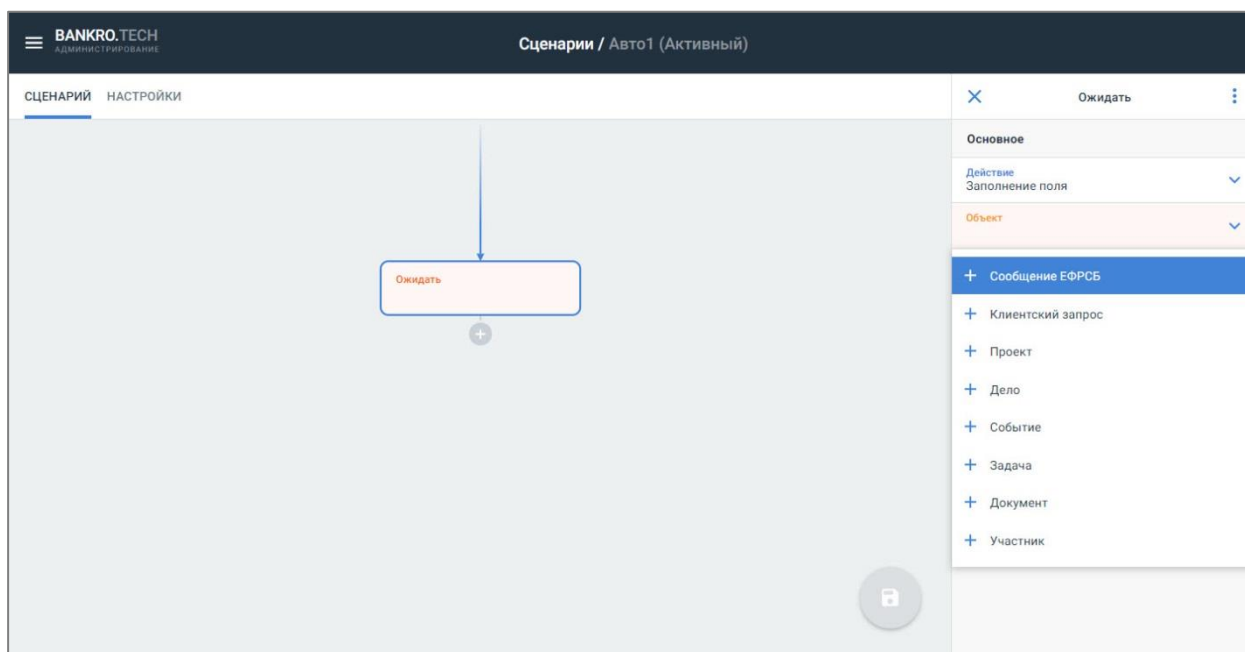 BANKRO.TECH
АДМИНИСТРИРОВАНИЕ
Сценарии / Авто1 (Активный)
СЦЕНАРИЙ НАСТРОЙКИ
Ожидать
Основное
Действие
Заполнение поля
Объект
Сообщение ЕФРСБ
Клиентский запрос
Проект
Дело
Событие
Задача
Документ
Участник
Ожидать